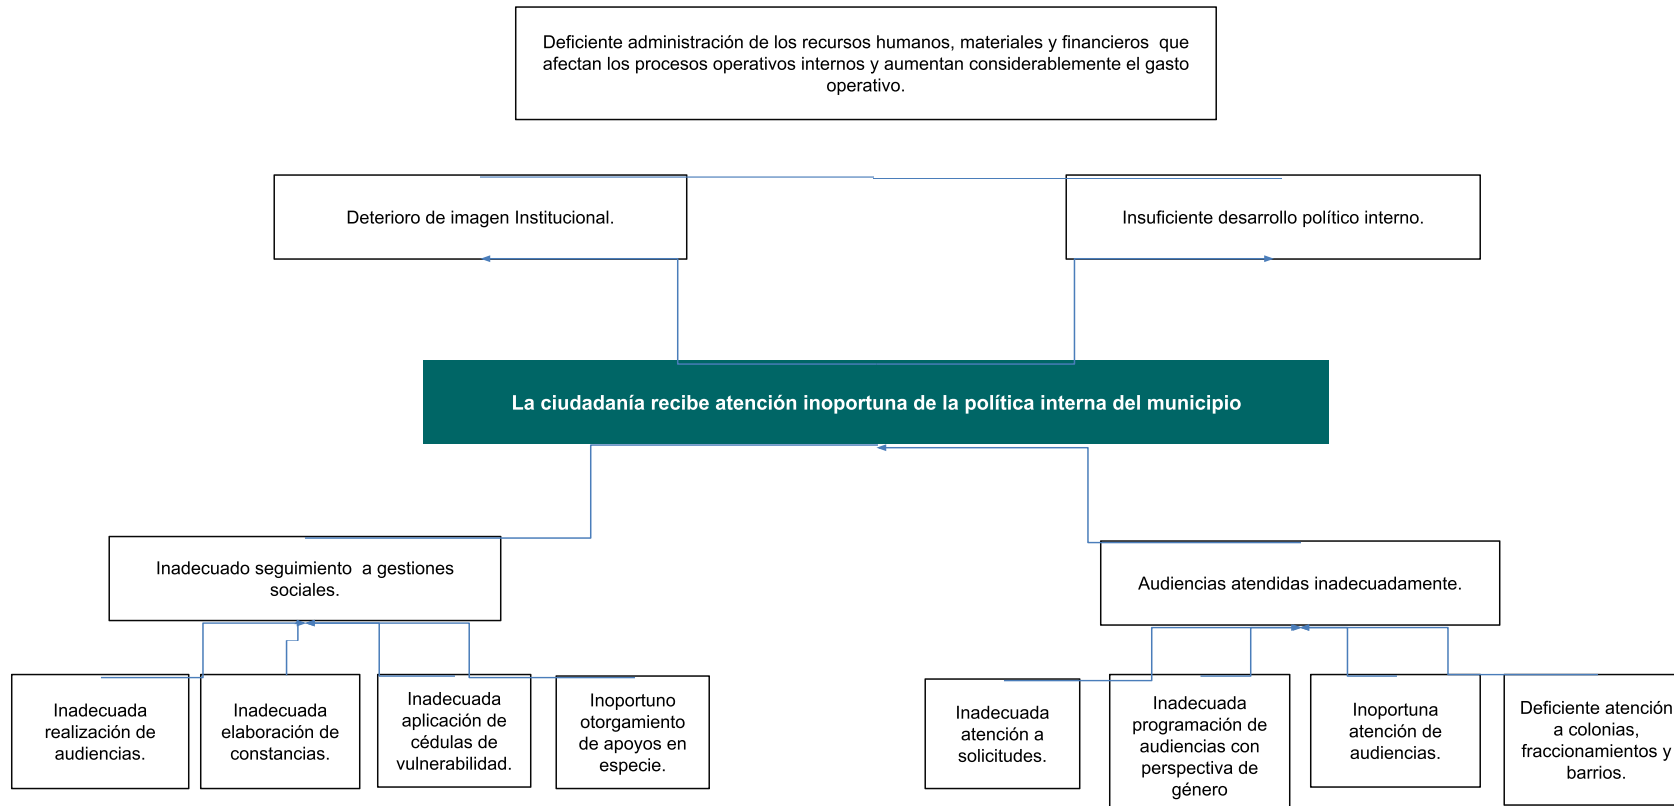 Deficiente administración de los recursos humanos, materiales y financieros que
afectan los procesos operativos internos y aumentan considerablemente el gasto
operativo.
Deterioro de imagen Institucional.
Insuficiente desarrollo político interno.
La ciudadanía recibe atención inoportuna de la política interna del municipio
Inadecuado seguimiento a gestiones
sociales.
Audiencias atendidas inadecuadamente.
Inadecuada
realización de
audiencias.
Inadecuada
elaboración de
constancias.
Inadecuada
aplicación de
cédulas de
vulnerabilidad.
Inoportuno
otorgamiento
de apoyos en
especie.
Inadecuada
atención a
solicitudes.
Inadecuada
programación de
audiencias con
perspectiva de
género
Inoportuna
atención de
audiencias.
Deficiente atención
a colonias,
fraccionamientos y
barrios.